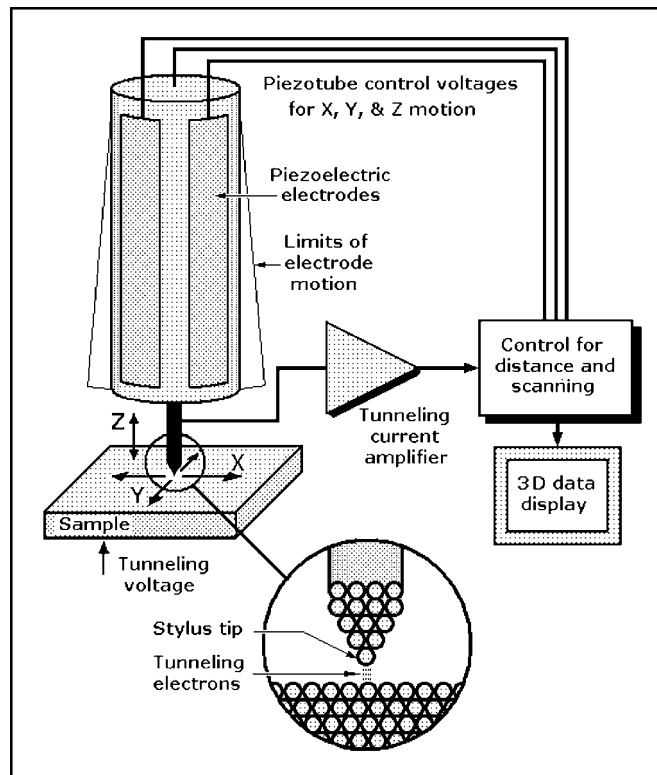 Piezotube control voltages
for X, Y, & Z motion
Piezoelectric
electrodes
Limits of
electrode
motion
Control for
distance and
scanning
Tunneling
current
amplifier
Z
X
Y
3D data
display
Sample
Tunneling
voltage
Stylus tip
Tunneling
electrons